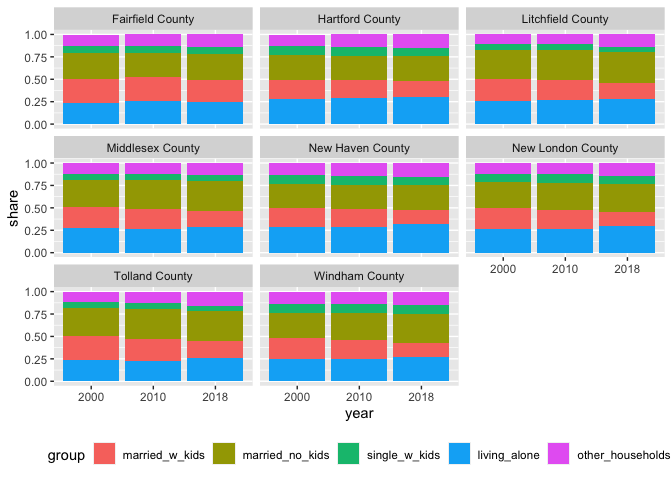 Fairfield County
Hartford County
Litchfield County
1.00
0.75
0.50
0.25
0.00
Middlesex County
New Haven County
New London County
1.00
0.75
0.50
0.25
0.00
share
2000 2010 2018
Tolland County
Windham County
1.00
0.75
0.50
0.25
0.00
2000 2010 2018
2000 2010 2018
year
group married_w_kids married_no_kids single_w_kids living_alone other_households